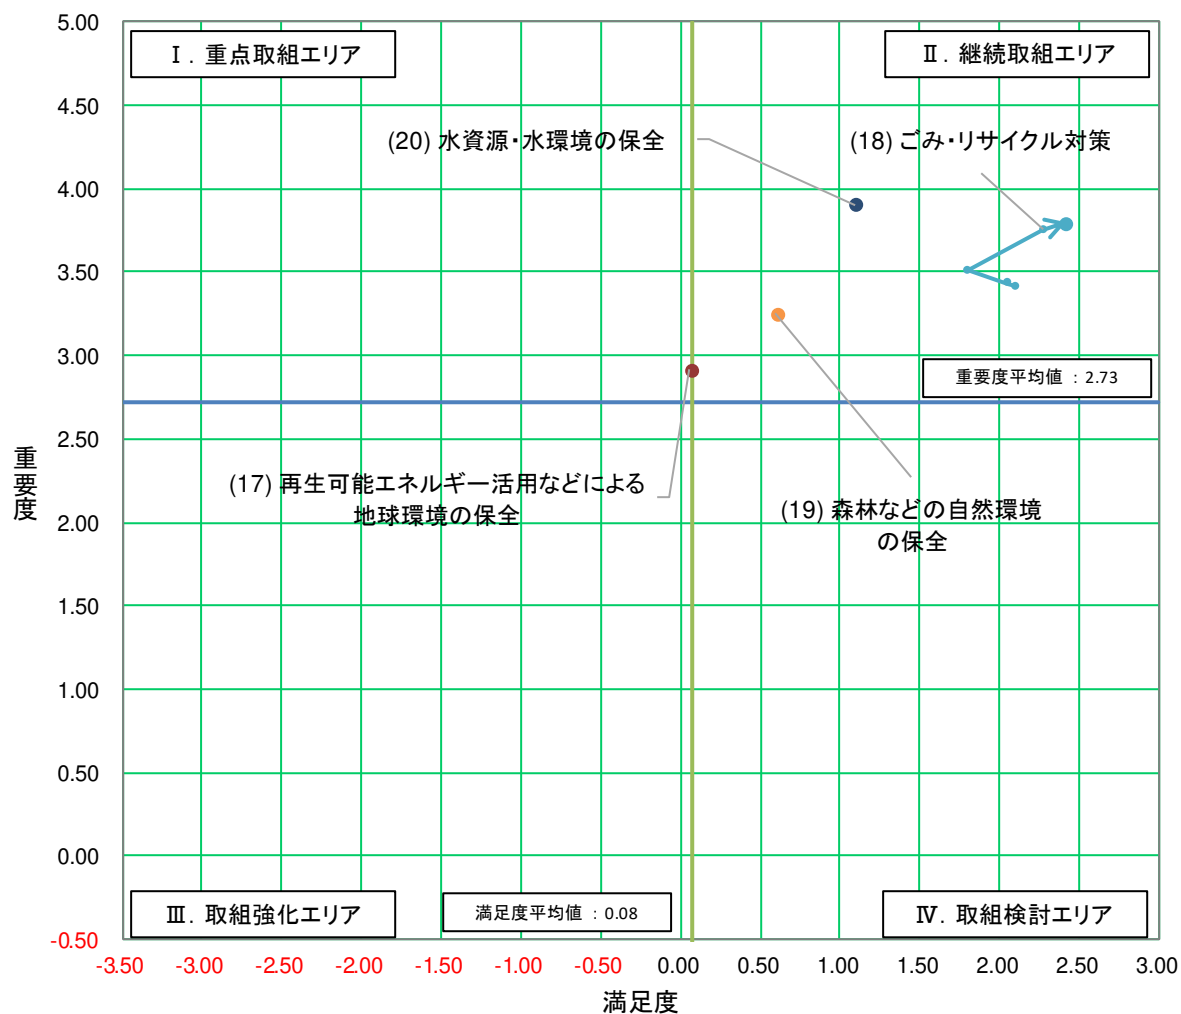 5.00
4.50
4.00
3.50
3.00
2.50
2.00
1.50
1.00
0.50
0.00
-0.50
重要度
Ⅰ. 重点取組エリア
Ⅱ. 継続取組エリア
(20) 水資源・水環境の保全
(18) ごみ・リサイクル対策
重要度平均値 : 2.73
(17) 再生可能エネルギー活用などによる
地球環境の保全
(19) 森林などの自然環境
の保全
Ⅲ. 取組強化エリア
満足度平均値 : 0.08
Ⅳ. 取組検討エリア
-3.50 -3.00 -2.50 -2.00 -1.50 -1.00 -0.50 0.00 0.50 1.00 1.50 2.00 2.50 3.00
満足度